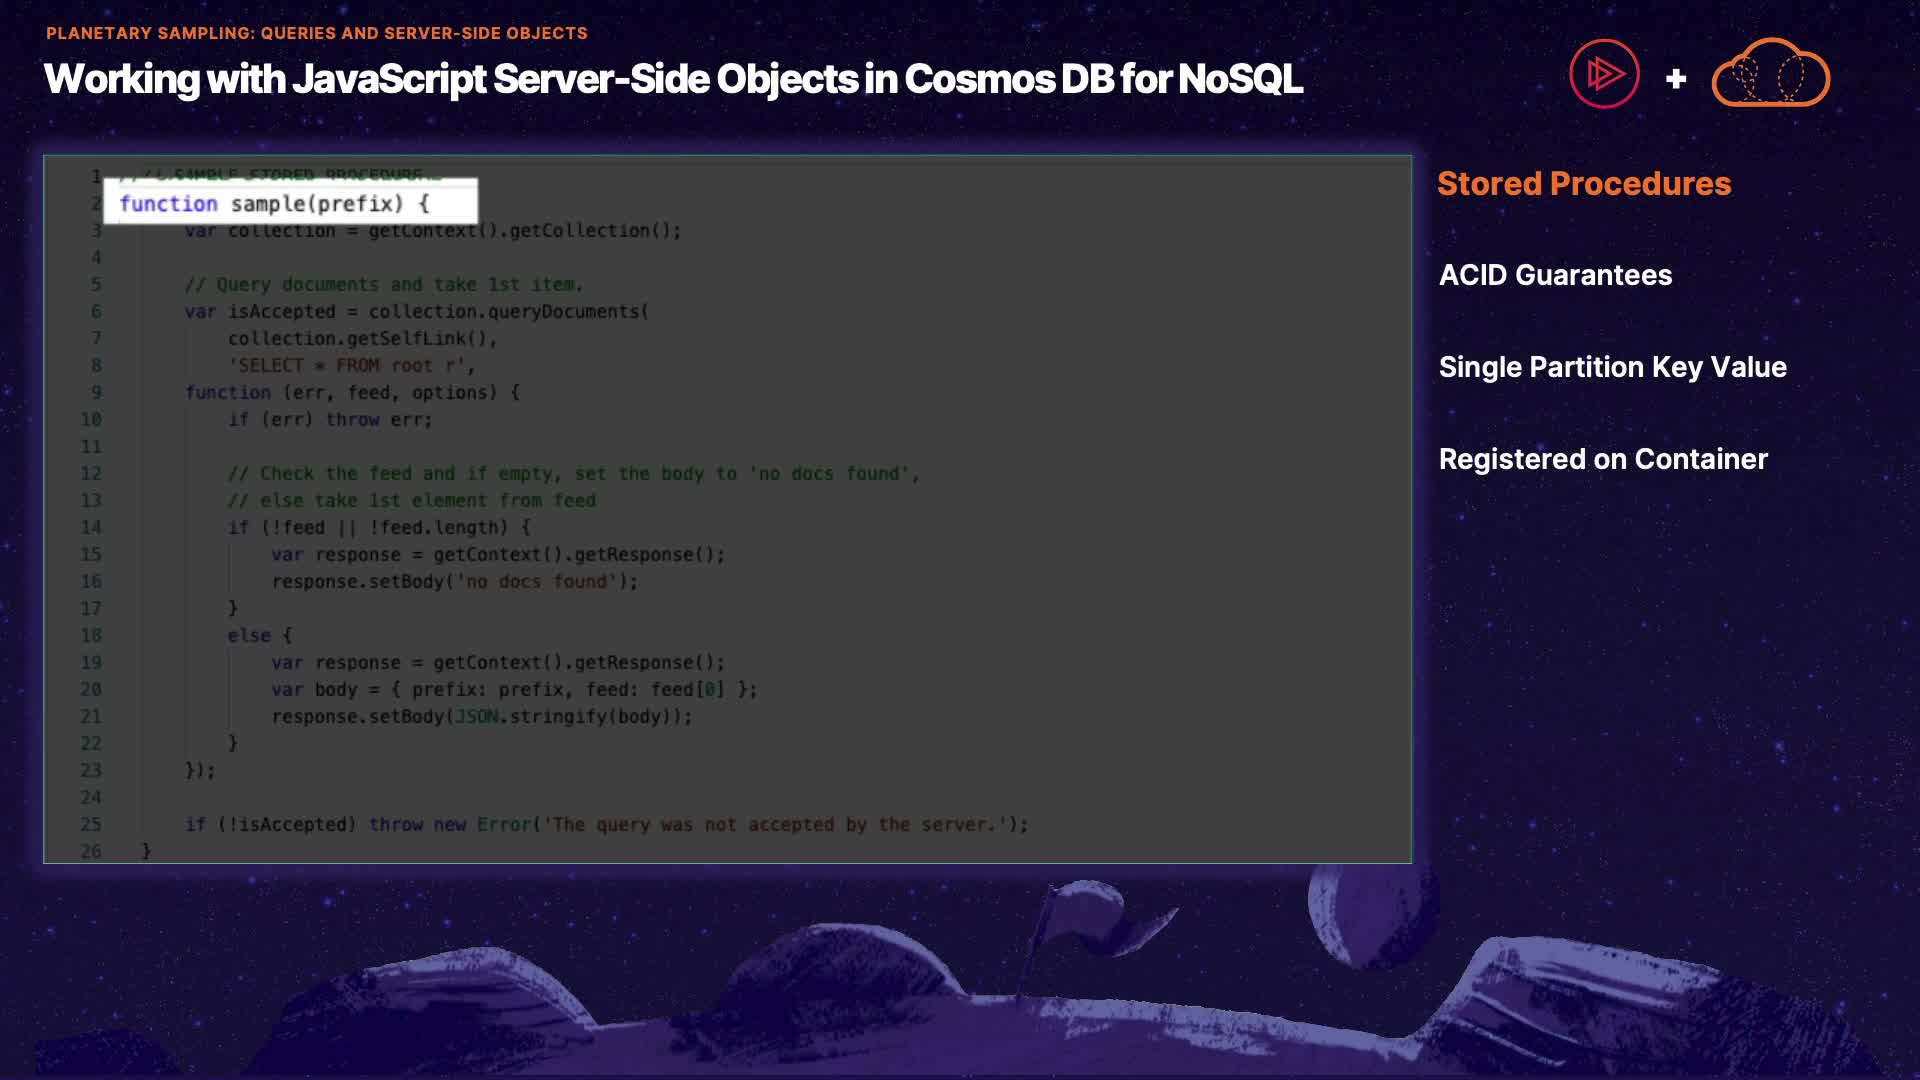 PLANETARY SAMPLING: QUERIES AND SERVER-SIDE OBJECTS
Working with JavaScript Server-Side Objects in Cosmos DB for NoSQL
+
1 // SAMPLE STORED PROCEDURE
2 function sample(prefix) {
3 var collection = getContext().getCollection();
4
5 // Query documents and take 1st item.
6 var isAccepted = collection.queryDocuments(
7 collection.getSelfLink(),
8 'SELECT * FROM root r',
9 function (err, feed, options) {
10 if (err) throw err;
11
12 // Check the feed and if empty, set the body to 'no docs found',
13 // else take 1st element from feed
14 if (!feed || !feed.length) {
15 var response = getContext().getResponse();
16 response.setBody('no docs found');
17 }
18 else {
19 var response = getContext().getResponse();
20 var body = { prefix: prefix, feed: feed[0] };
21 response.setBody(JSON.stringify(body));
22 }
23 });
24
25 if (!isAccepted) throw new Error('The query was not accepted by the server.');
26 }
Stored Procedures
ACID Guarantees
Single Partition Key Value
Registered on Container